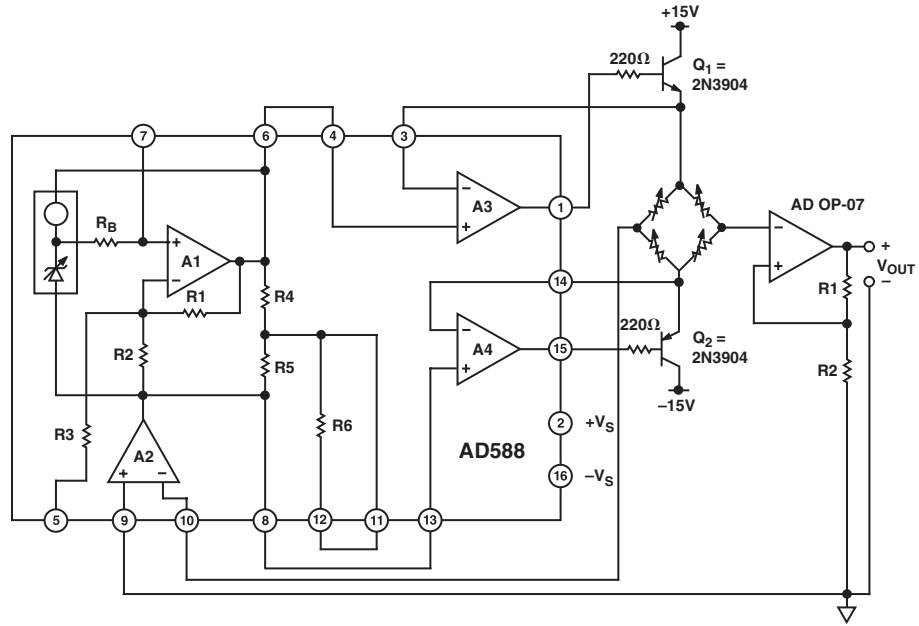 +15V
220Ω
Q1 =
2N3904
7
6
4
3
RB
+
A1
−
R1
R4
R2
R5
R3
R6
A2
+
−
−
A3
+
1
14
−
A4
+
15
220Ω
Q2 =
2N3904
−15V
2
+VS
16
−VS
AD588
AD OP-07
−
+
+
VOUT
−
R1
R2
5
9
10
8
12
11
13